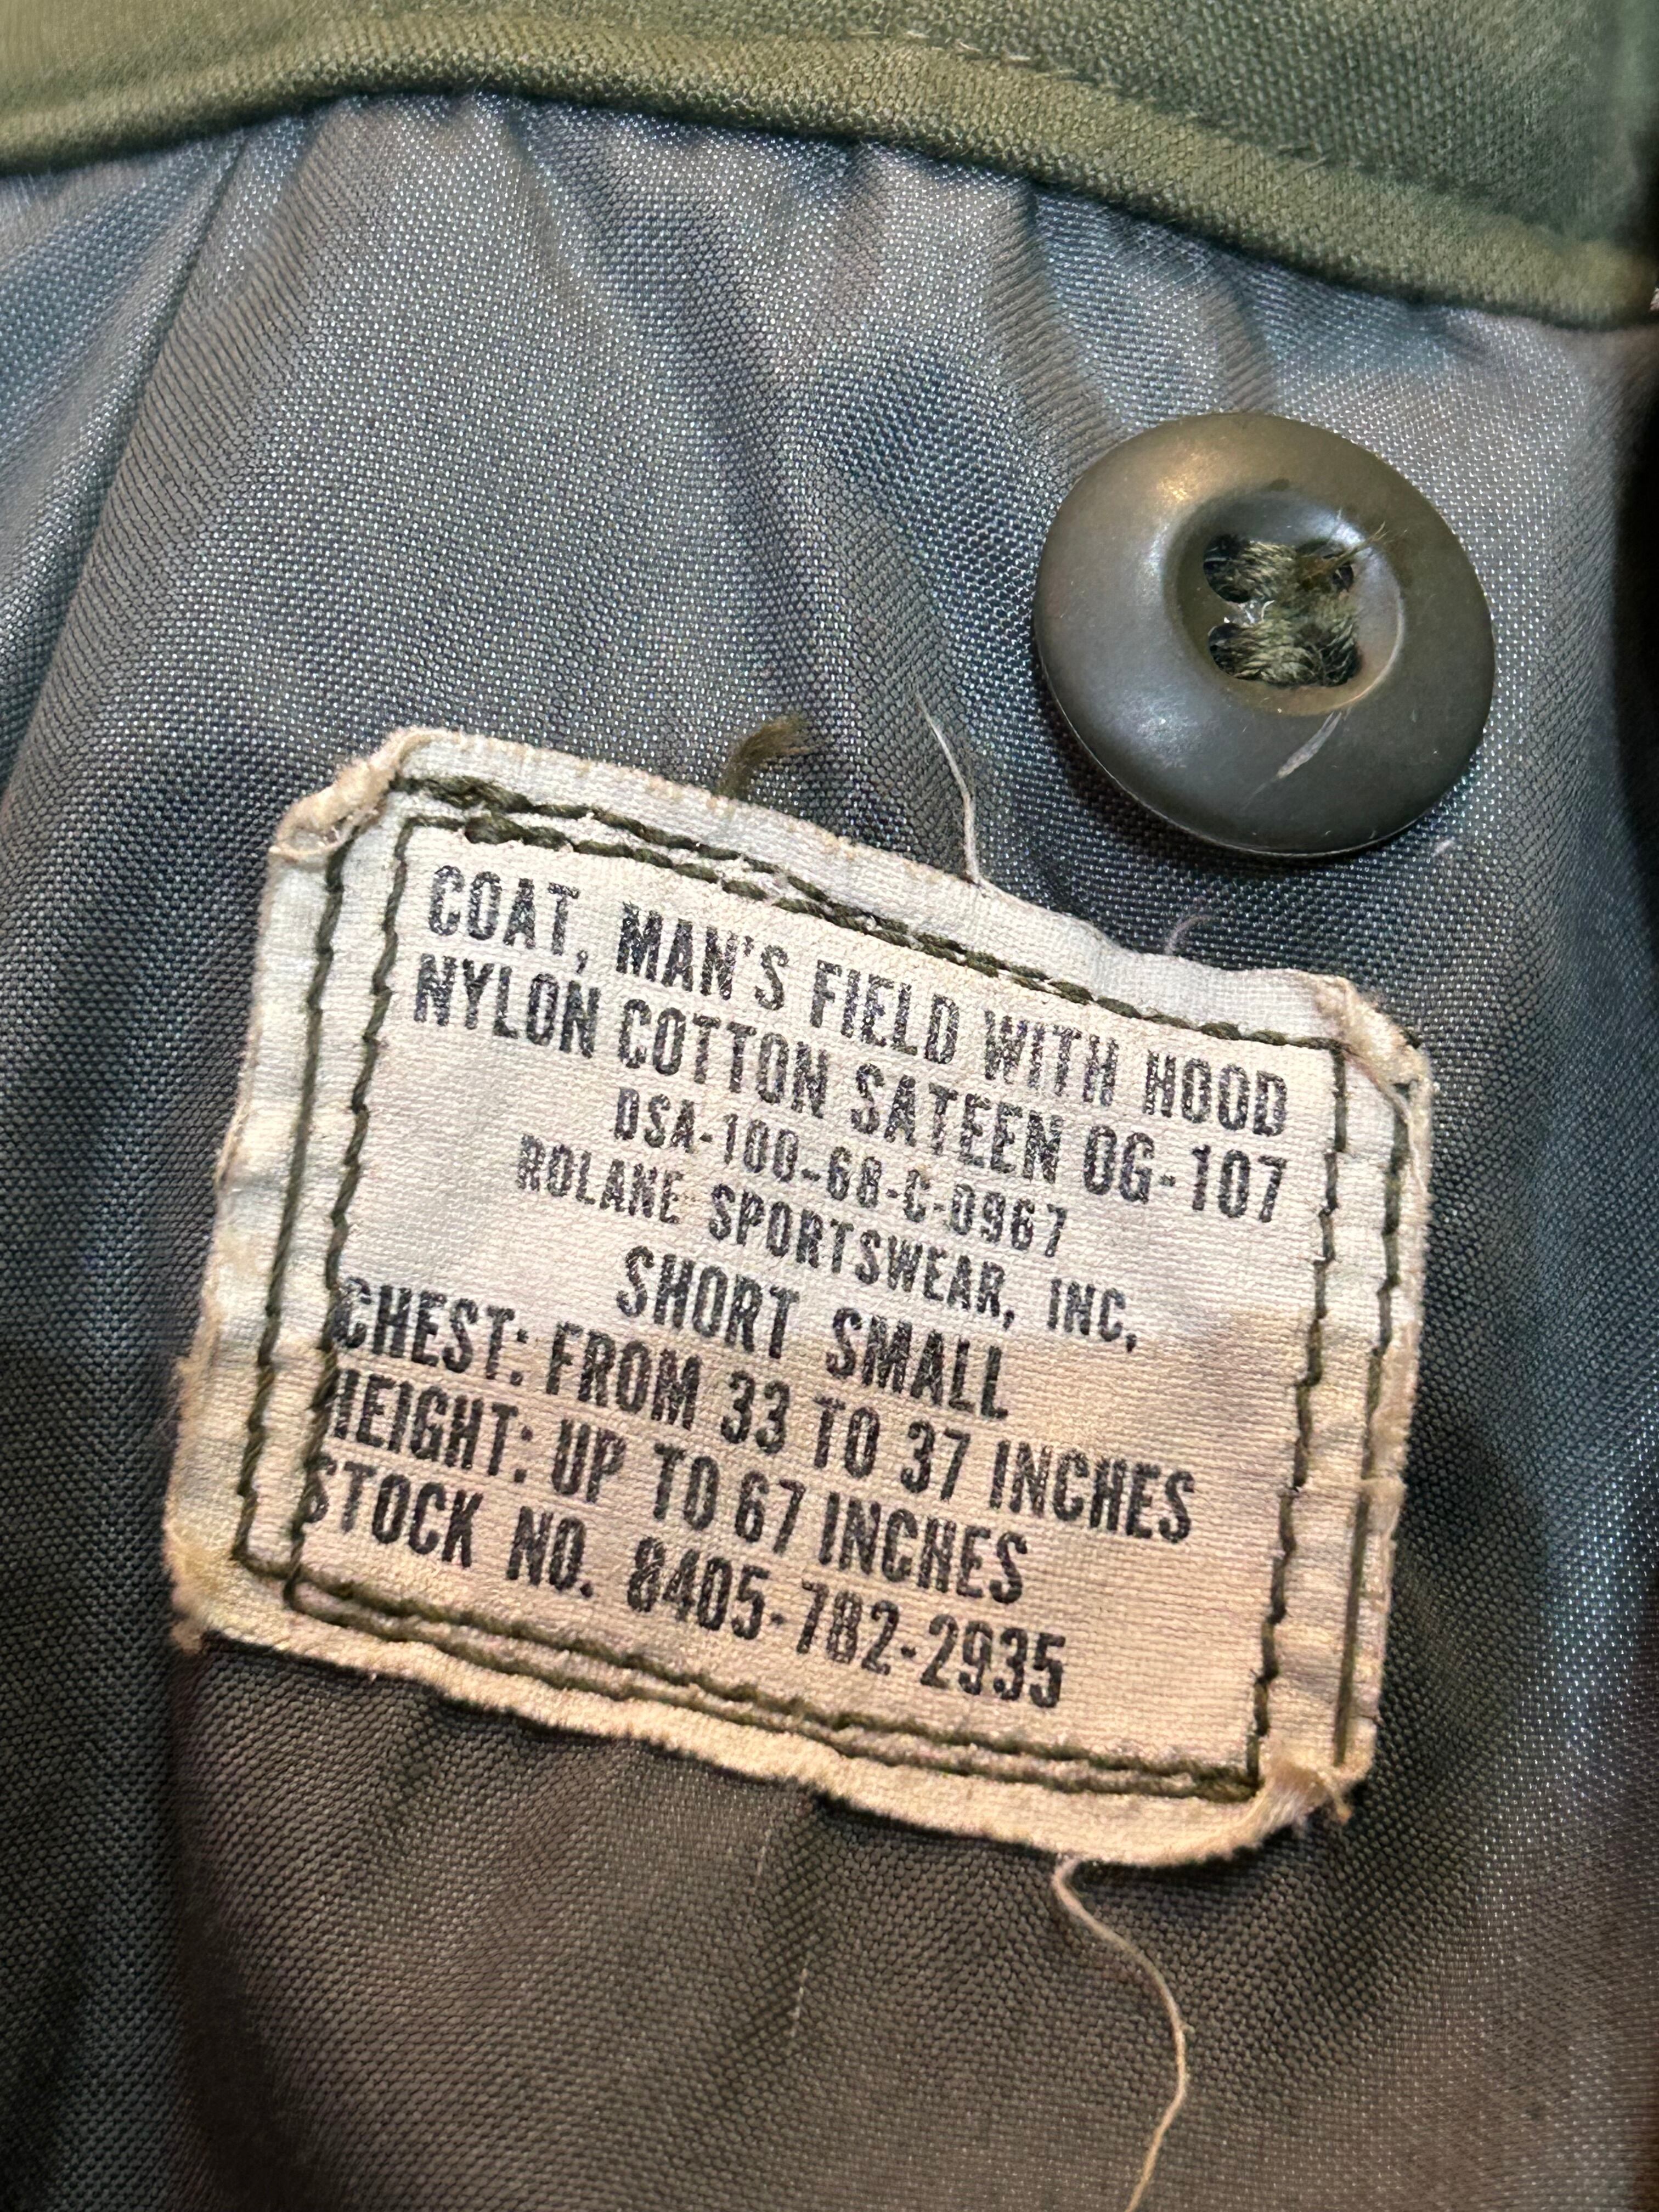 COAT, MAN'S FIELD WITH HOOD
NYLON COTTON SATEEN OG-107
DSA-100-68-C-0967
ROLANE SPORTSWEAR, INC,
SHORT SMALL
CHEST: FROM 33 TO 37 INCHES
HEIGHT: UP TO 67 INCHES
STOCK NO. 8405-782-2935